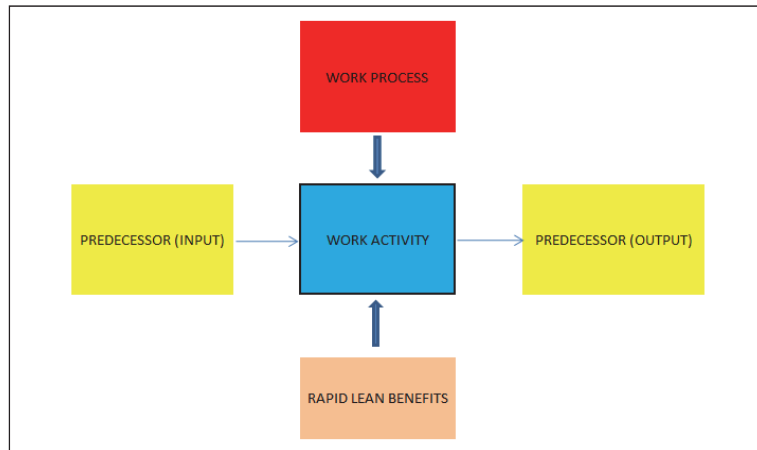 WORK PROCESS
PREDECESSOR (INPUT)
WORK ACTIVITY
PREDECESSOR (OUTPUT)
RAPID LEAN BENEFITS